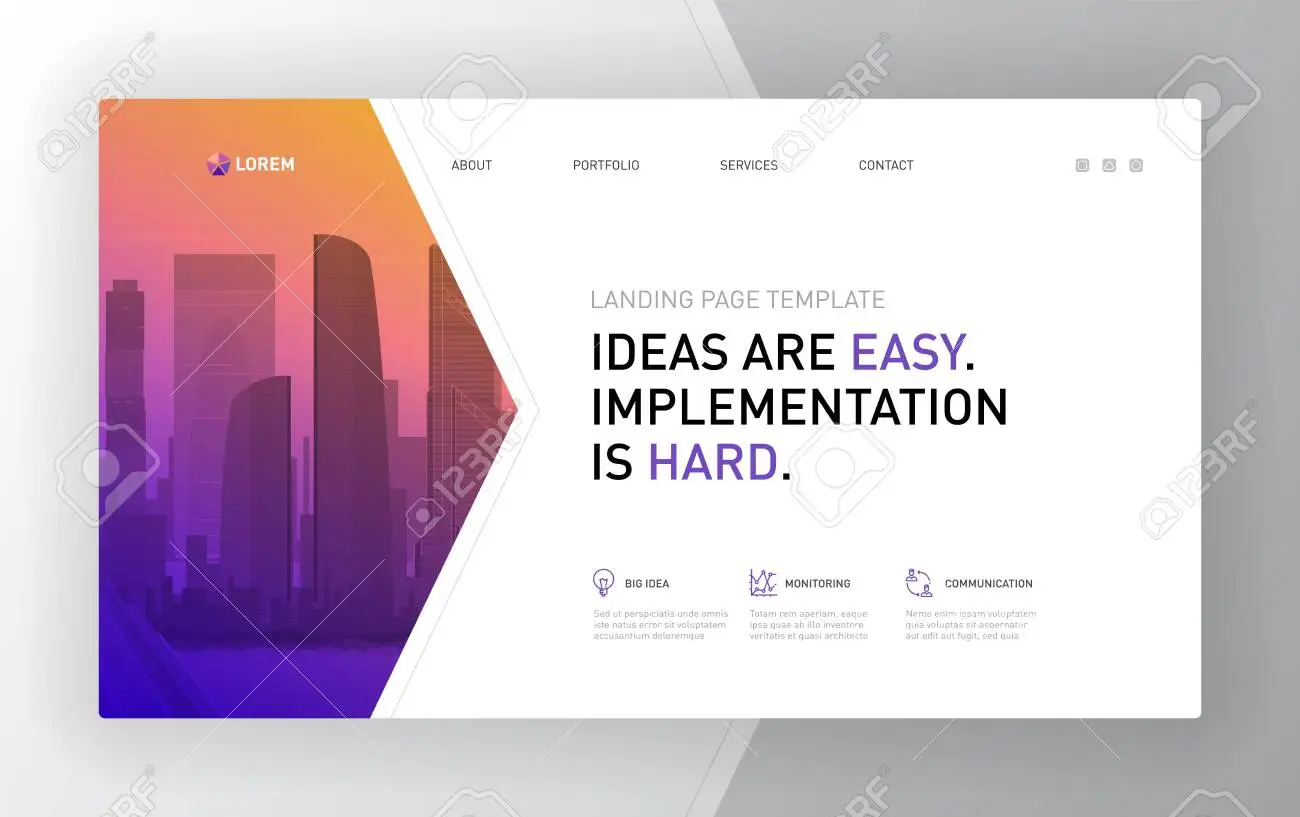 LOREM
ABOUT
PORTFOLIO
SERVICES
CONTACT
LANDING PAGE TEMPLATE
IDEAS ARE EASY.
IMPLEMENTATION
IS HARD.
BIG IDEA
Sed ut perspiciatis unde omnis
iste natus error sit voluptatem
accusantium doloremque
MONITORING
Totam rem aperiam, eaque
ipsa quae ab illo inventore
veritatis et quasi architecto
COMMUNICATION
Nemo enim ipsam voluptatem
quia voluptas sit aspernatur
aut odit aut fugit, sed quia
123RF
123RF
123RF
123RF
123RF
123RF